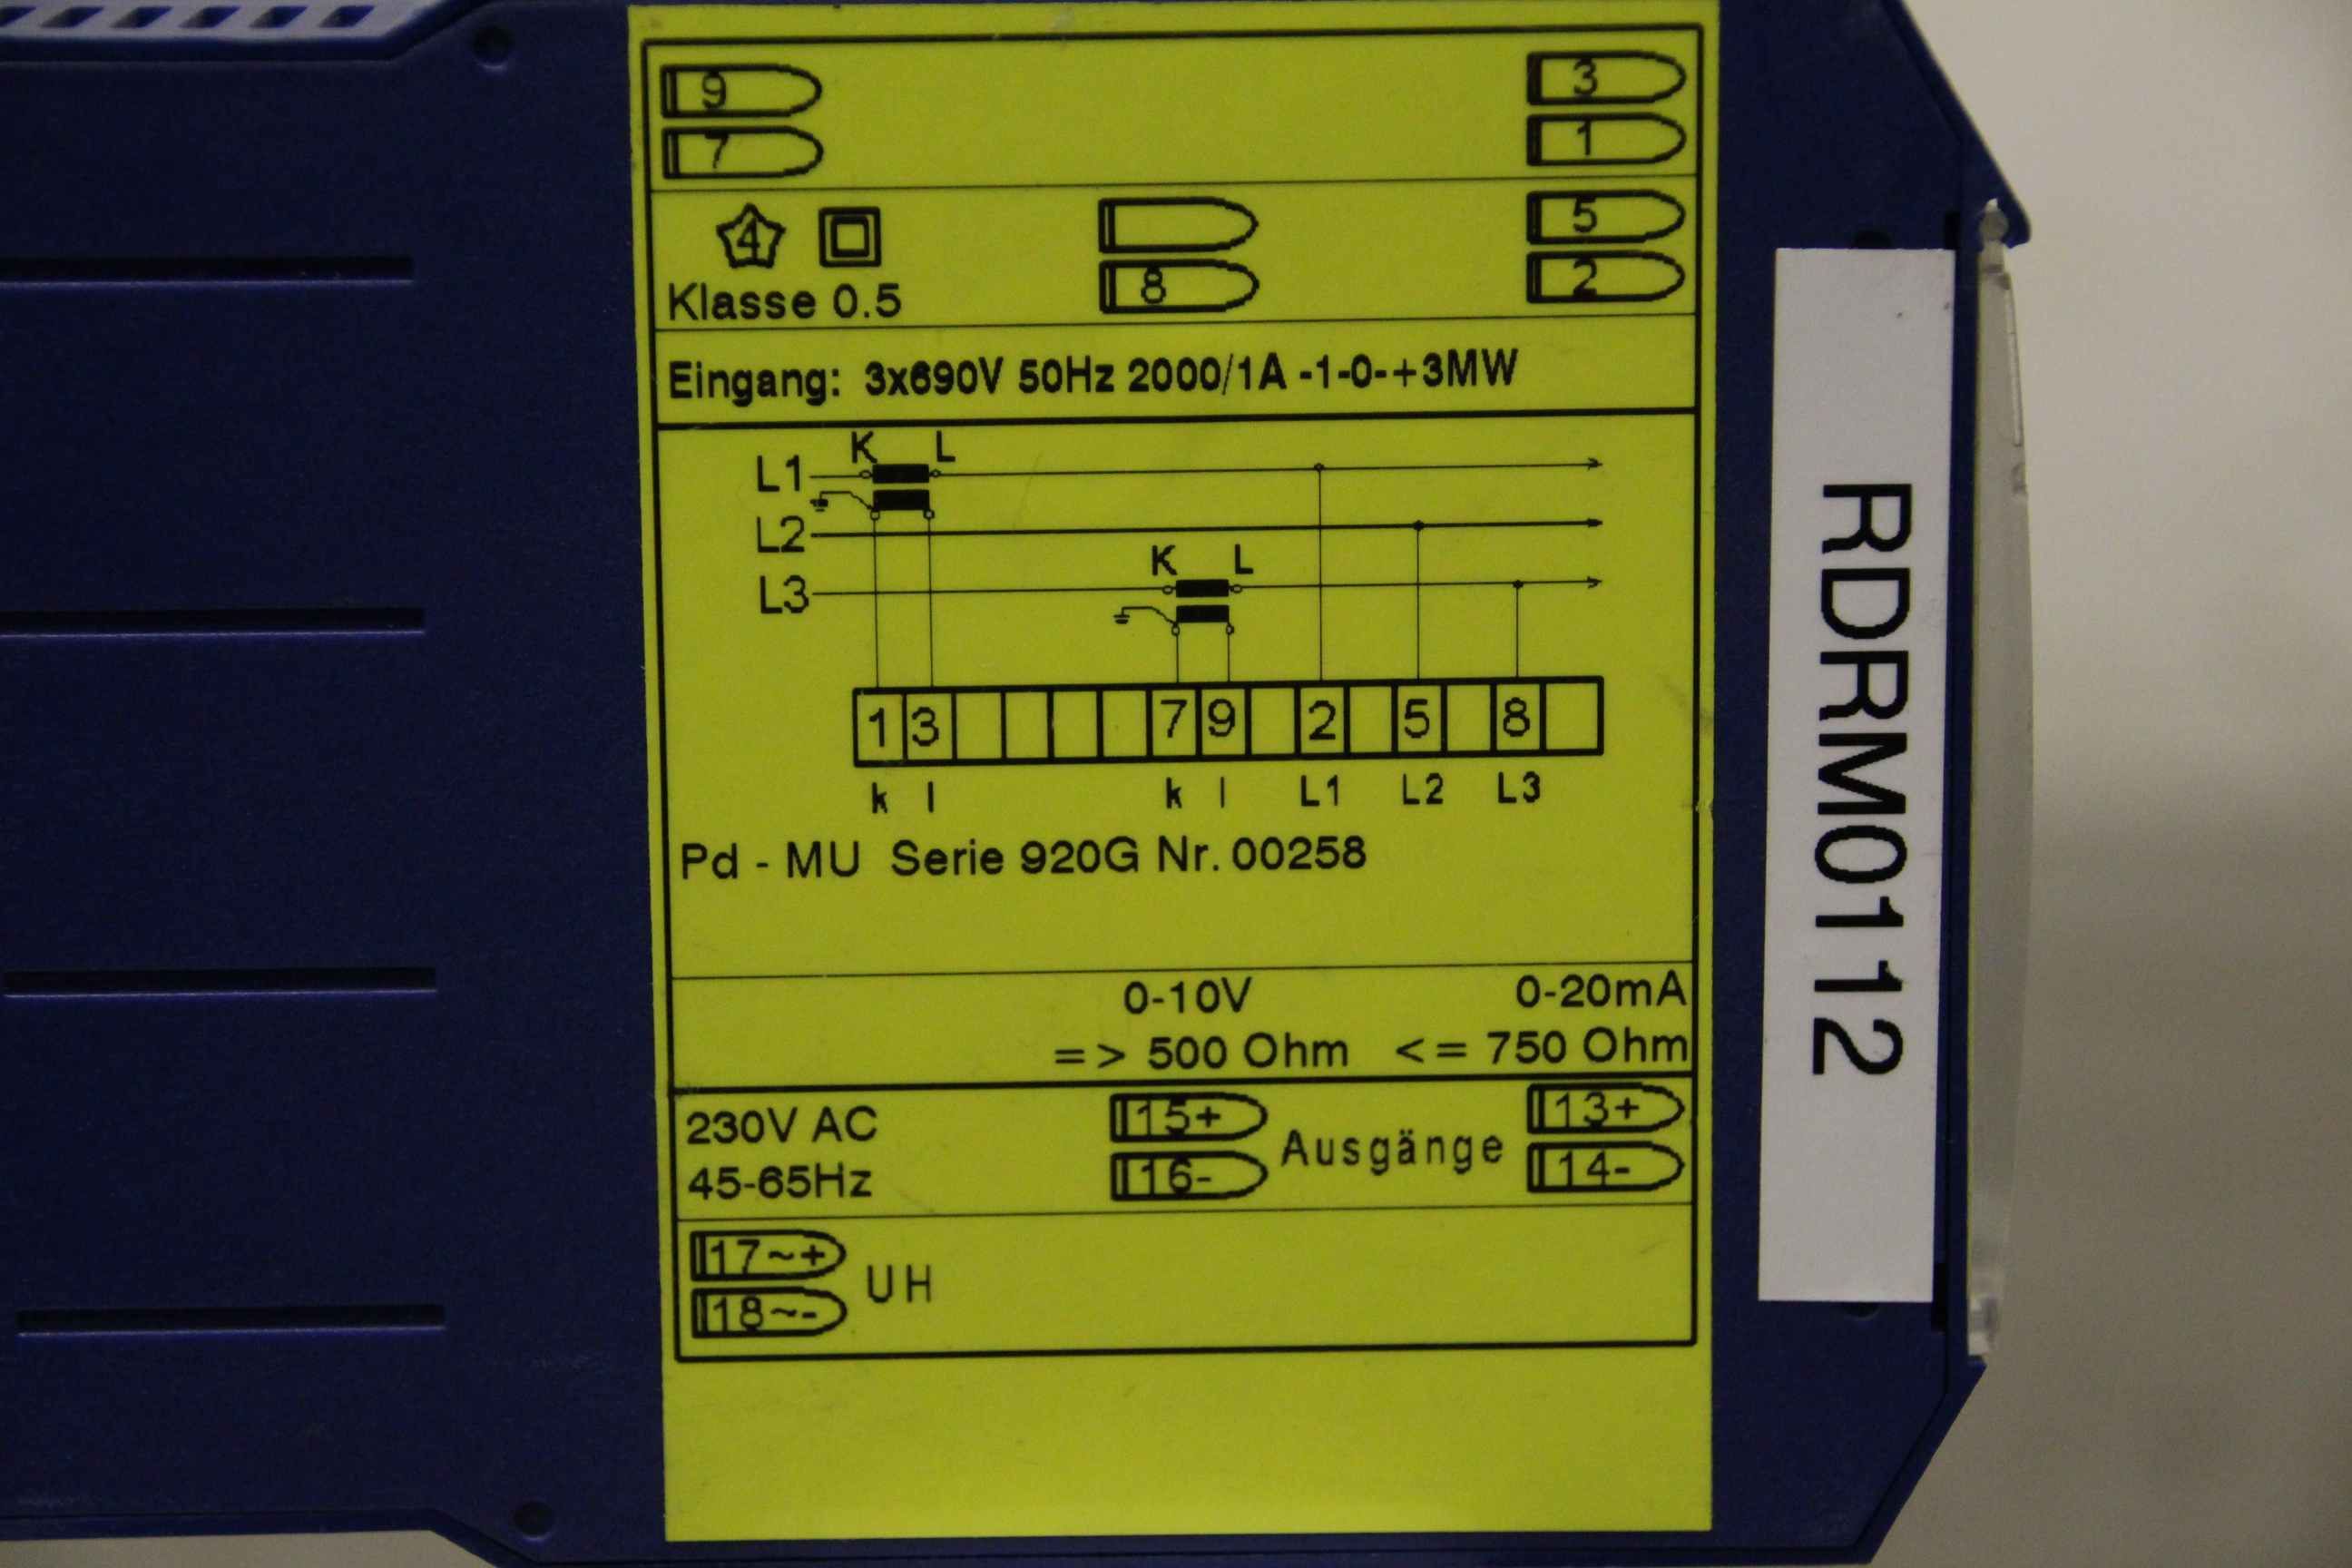 9 3
7 1
4 5
Klasse 0.5 8 2
Eingang: 3x690V 50Hz 2000/1A -1-0-+3MW
K L
L1
L2
K L
L3
1 3 7 9 2 5 8
k l k l L1 L2 L3
Pd - MU Serie 920G Nr. 00258
0-10V 0-20mA
=> 500 Ohm <= 750 Ohm
230V AC 15+ Ausgänge 13+
45-65Hz 16- 14-
17~+ UH
18~-
RDRM0112